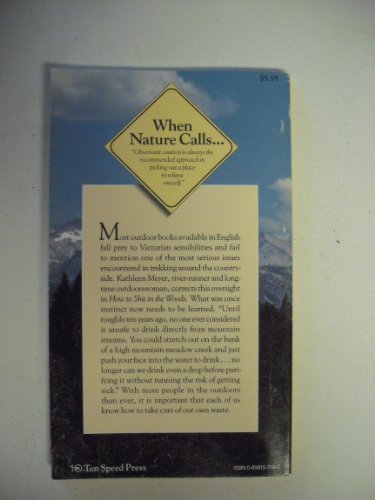 $5.95
When
Nature Calls...
"Observant caution is always the
recommended approach in
picking out a place
to relieve
oneself."
Most outdoor books available in English
fall prey to Victorian sensibilities and fail
to mention one of the most serious issues
encountered in trekking around the country-
side. Kathleen Meyer, river-runner and long-
time outdoorswoman, corrects this oversight
in How to Shit in the Woods. What was once
instinct now needs to be learned. "Until
roughly ten years ago, no one ever considered
it unsafe to drink directly from mountain
streams. You could stretch out on the bank
of a high mountain meadow creek and just
push your face into the water to drink . . . no
longer can we drink even a drop before puri-
fying it without running the risk of getting
sick." With more people in the outdoors
than ever, it is important that each of us
know how to take care of our own waste.
Ten Speed Press
ISBN 0-89815-319-0